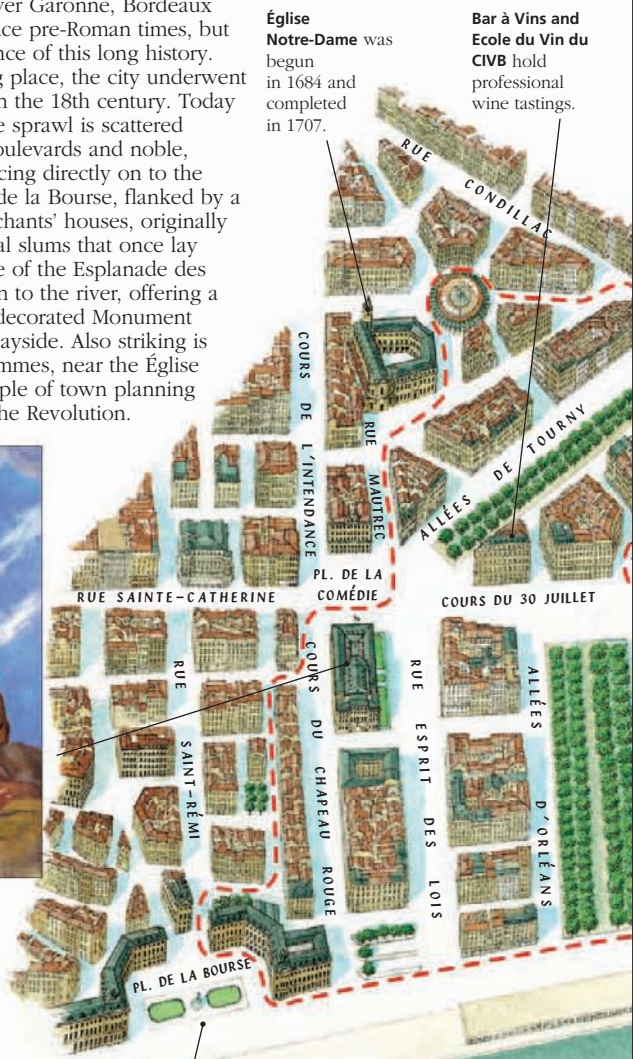 ver Garonne, Bordeaux
ce pre-Roman times, but
nce of this long history.
g place, the city underwent
n the 18th century. Today
e sprawl is scattered
oulevards and noble,
cing directly on to the
de la Bourse, flanked by a
chants' houses, originally
al slums that once lay
e of the Esplanade des
n to the river, offering a
decorated Monument
ayside. Also striking is
mmes, near the Église
ple of town planning
he Revolution.
Église
Notre-Dame was
begun
in 1684 and
completed
in 1707.
Bar à Vins and
Ecole du Vin du
CIVB hold
professional
wine tastings.
RUE CONDILLAC
COURS DE L'INTENDANCE
RUE MAUTREC
ALLÉES DE TOURNY
PL. DE LA
COMÉDIE
RUE SAINTE-CATHERINE
COURS DU 30 JUILLET
RUE SAINT-RÉMI
COURS DU CHAPEAU ROUGE
RUE ESPRIT DES LOIS
ALLÉES D'ORLÉANS
PL. DE LA BOURSE